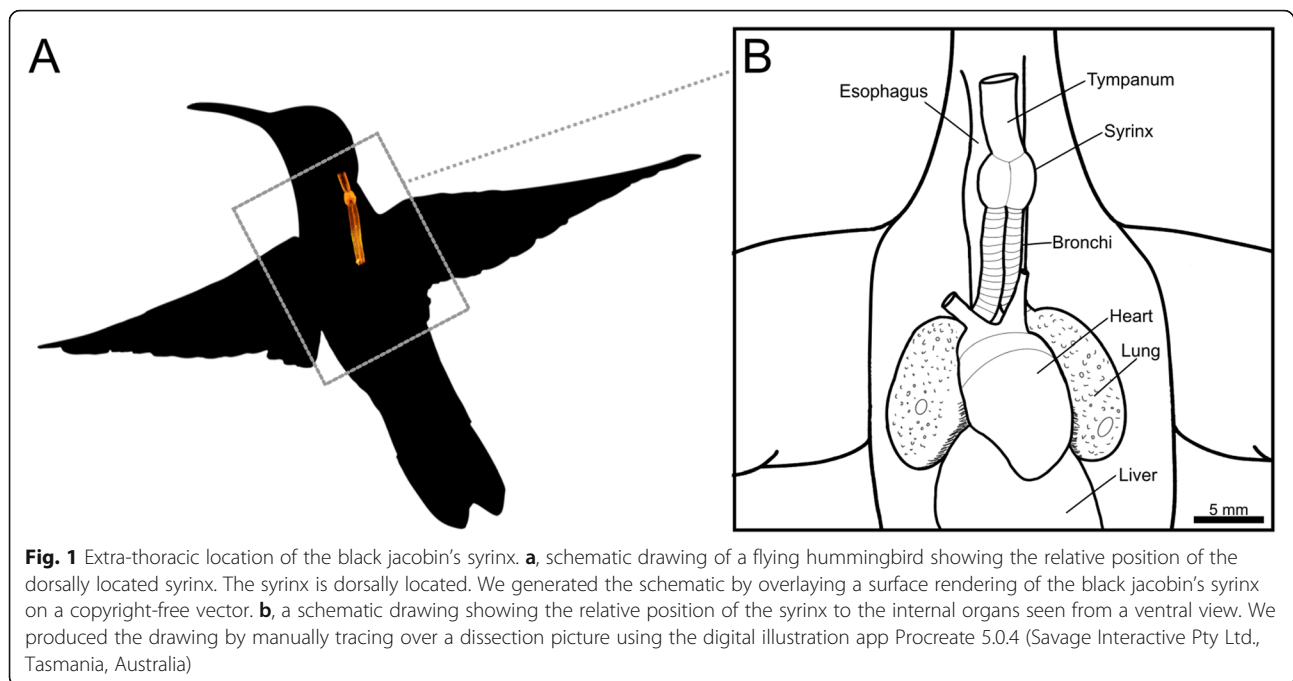 A
B
Esophagus
Tympanum
Syrinx
Bronchi
Heart
Lung
Liver
5 mm
Fig. 1 Extra-thoracic location of the black jacobin's syrinx. a, schematic drawing of a flying hummingbird showing the relative position of the
dorsally located syrinx. The syrinx is dorsally located. We generated the schematic by overlaying a surface rendering of the black jacobin's syrinx
on a copyright-free vector. b, a schematic drawing showing the relative position of the syrinx to the internal organs seen from a ventral view. We
produced the drawing by manually tracing over a dissection picture using the digital illustration app Procreate 5.0.4 (Savage Interactive Pty Ltd.,
Tasmania, Australia)